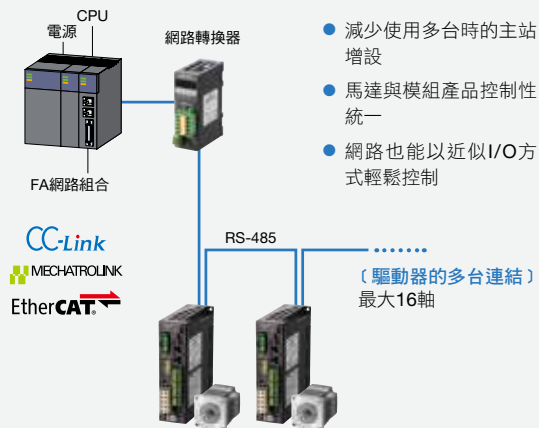 CPU
電源
網路轉換器
FA網路組合
CC-Link
MECHATROLINK
EtherCAT®
RS-485
● 減少使用多台時的主站
增設
● 馬達與模組產品控制性
統一
● 網路也能以近似I/O方
式輕鬆控制
〔驅動器的多台連結〕
最大16軸